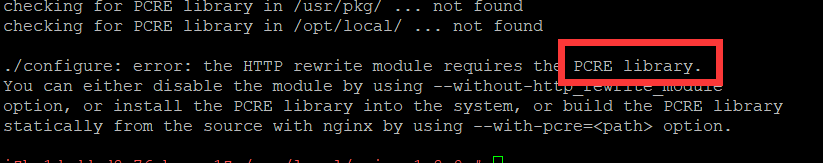 checking for PCRE library in /usr/pkg/ ... not found
checking for PCRE library in /opt/local/ ... not found
./configure: error: the HTTP rewrite module requires the PCRE library.
You can either disable the module by using --without-http_rewrite_module
option, or install the PCRE library into the system, or build the PCRE library
statically from the source with nginx by using --with-pcre=<path> option.